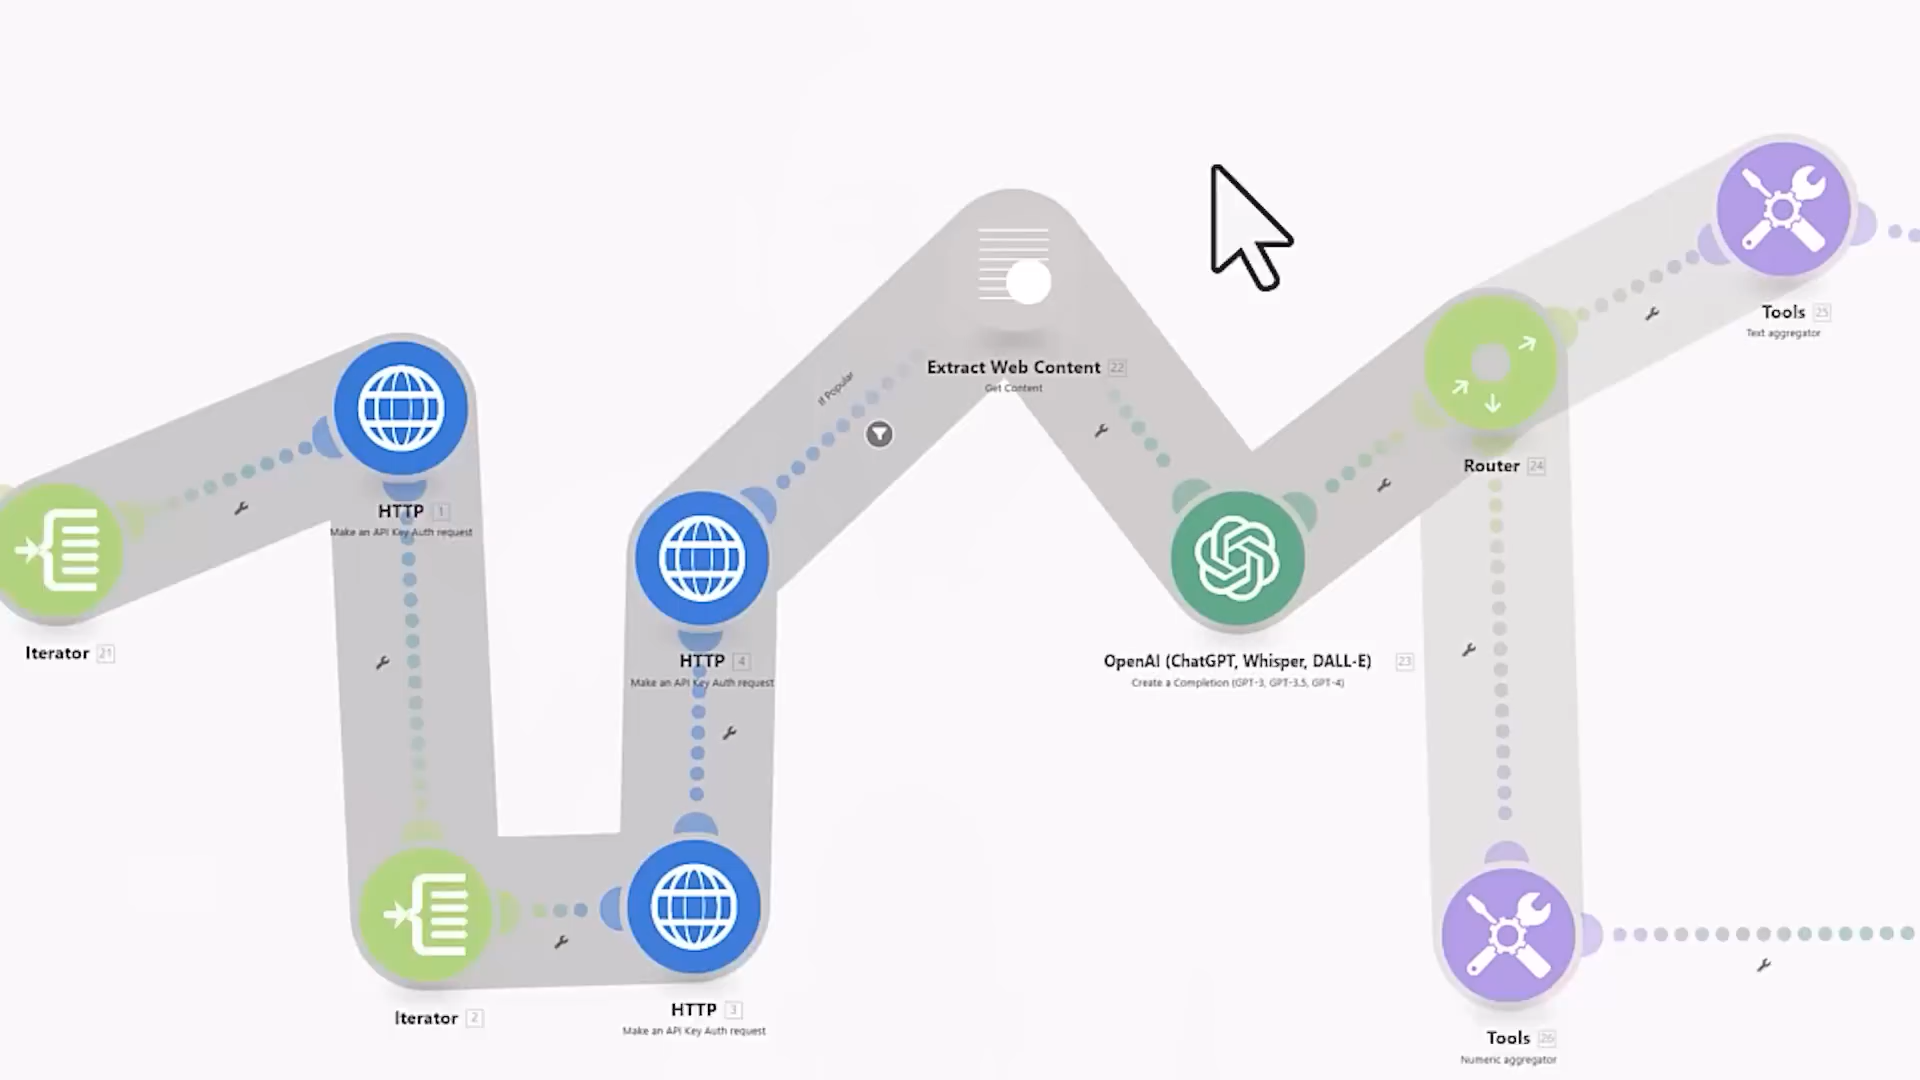 Tools 25
Text aggregator
If Popular
Extract Web Content 22
Get Content
Router 24
HTTP 1
Make an API Key Auth request
Iterator 21
HTTP 4
Make an API Key Auth request
OpenAI (ChatGPT, Whisper, DALL-E) 23
Create a Completion (GPT-3, GPT-3.5, GPT-4)
Iterator 2
HTTP 3
Make an API Key Auth request
Tools 26
Numeric aggregator